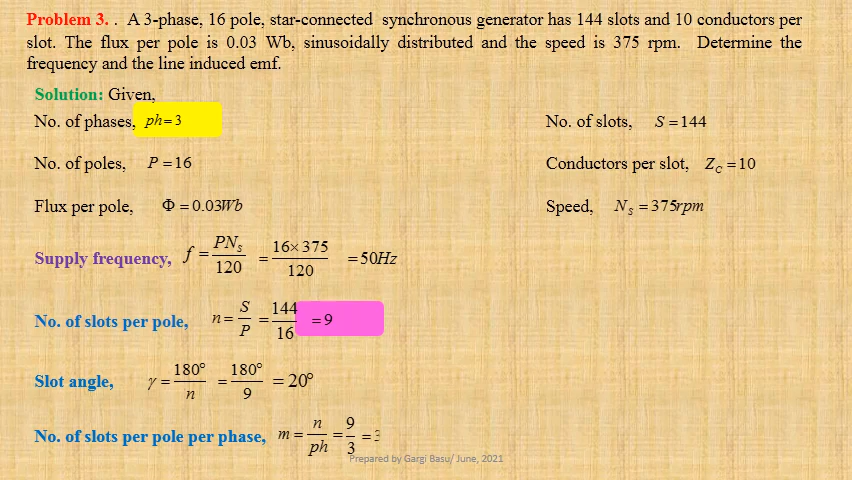 Problem 3. . A 3-phase, 16 pole, star-connected synchronous generator has 144 slots and 10 conductors per
slot. The flux per pole is 0.03 Wb, sinusoidally distributed and the speed is 375 rpm. Determine the
frequency and the line induced emf.
Solution: Given,
No. of phases, ph=3
No. of slots, S=144
No. of poles, P=16
Conductors per slot, Z_C=10
Flux per pole, Φ=0.03Wb
Speed, N_S=375rpm
Supply frequency, f = PN_S/120 = 16×375/120 = 50Hz
No. of slots per pole, n = S/P = 144/16 = 9
Slot angle, γ = 180°/n = 180°/9 = 20°
No. of slots per pole per phase, m = n/ph = 9/3 =
Prepared by Gargi Basu/ June, 2021